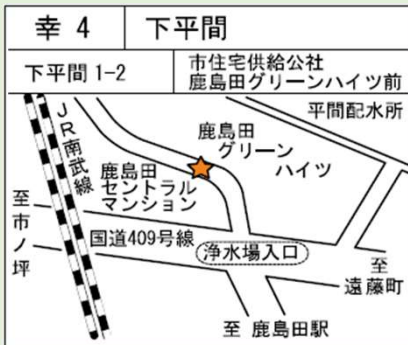 幸 4
下平間
下平間 1-2
市住宅供給公社
鹿島田グリーンハイツ前
平間配水所
JR南武線
鹿島田
グリーン
ハイツ
鹿島田
セントラル
マンション
至市ノ坪
国道409号線
浄水場入口
至
遠藤町
至 鹿島田駅